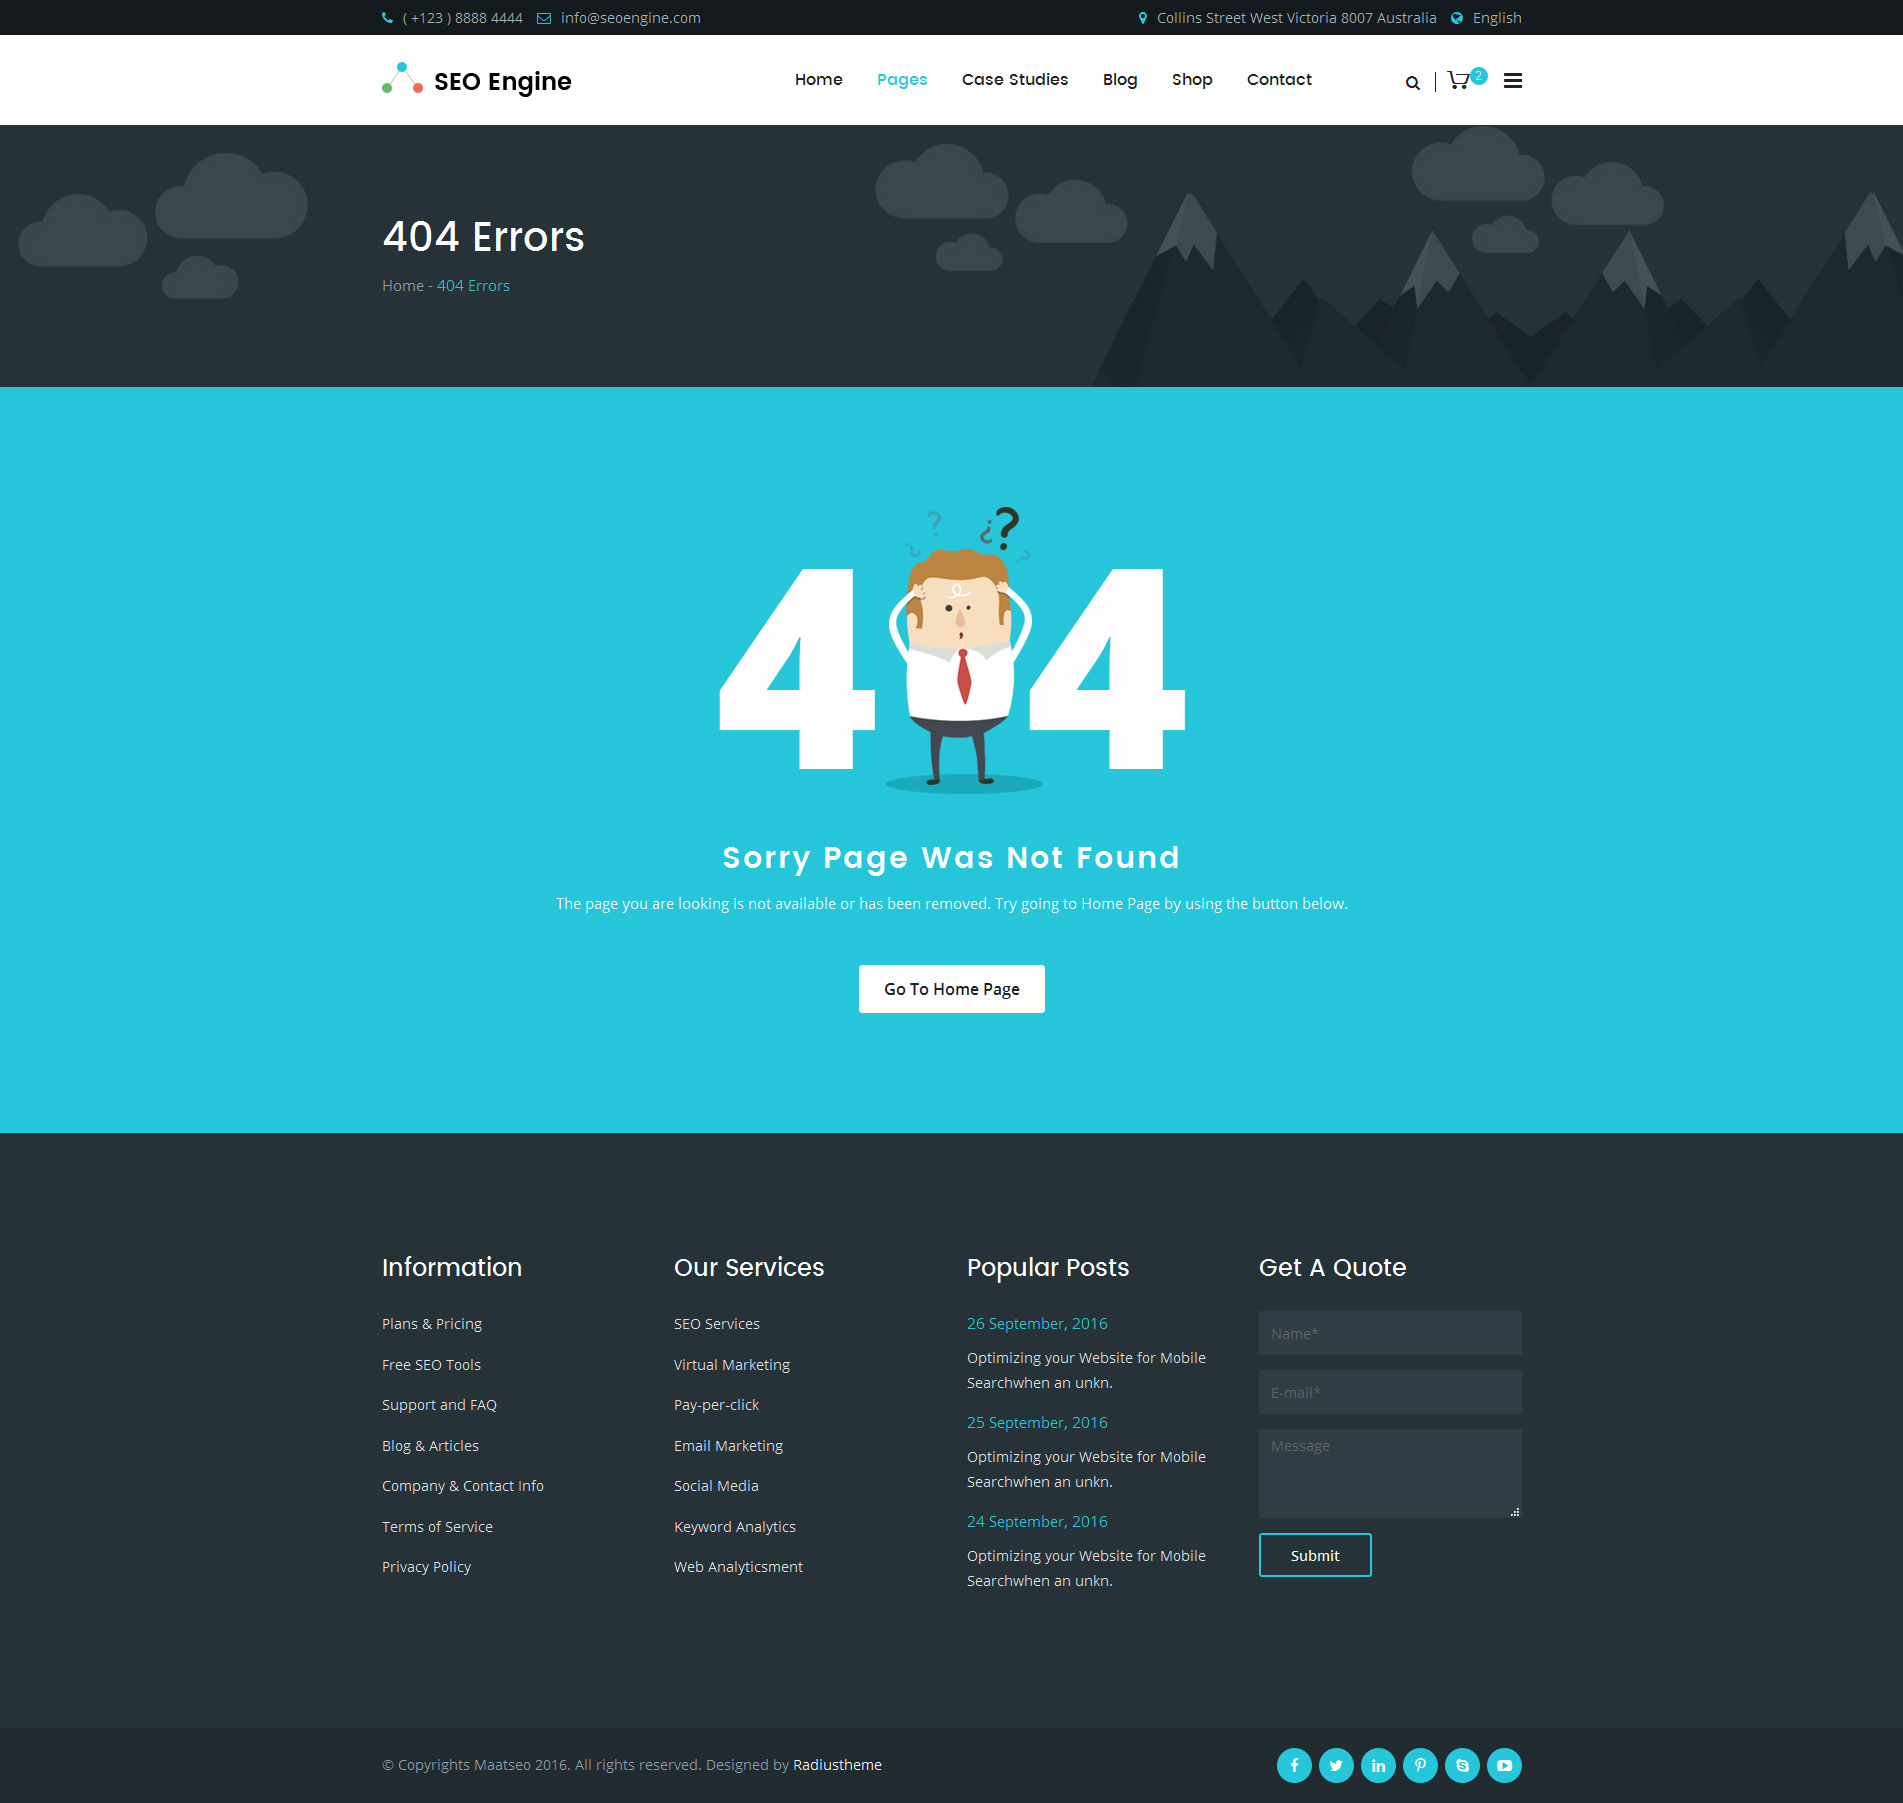 ( +123 ) 8888 4444 info@seoengine.com Collins Street West Victoria 8007 Australia English
SEO Engine Home Pages Case Studies Blog Shop Contact 2
404 Errors
Home - 404 Errors
? ¿ ? ¿ ?
4 4
Sorry Page Was Not Found
The page you are looking is not available or has been removed. Try going to Home Page by using the button below.
Go To Home Page
Information
Plans & Pricing
Free SEO Tools
Support and FAQ
Blog & Articles
Company & Contact Info
Terms of Service
Privacy Policy
Our Services
SEO Services
Virtual Marketing
Pay-per-click
Email Marketing
Social Media
Keyword Analytics
Web Analyticsment
Popular Posts
26 September, 2016
Optimizing your Website for Mobile
Searchwhen an unkn.
25 September, 2016
Optimizing your Website for Mobile
Searchwhen an unkn.
24 September, 2016
Optimizing your Website for Mobile
Searchwhen an unkn.
Get A Quote
Name*
E-mail*
Message
Submit
© Copyrights Maatseo 2016. All rights reserved. Designed by Radiustheme